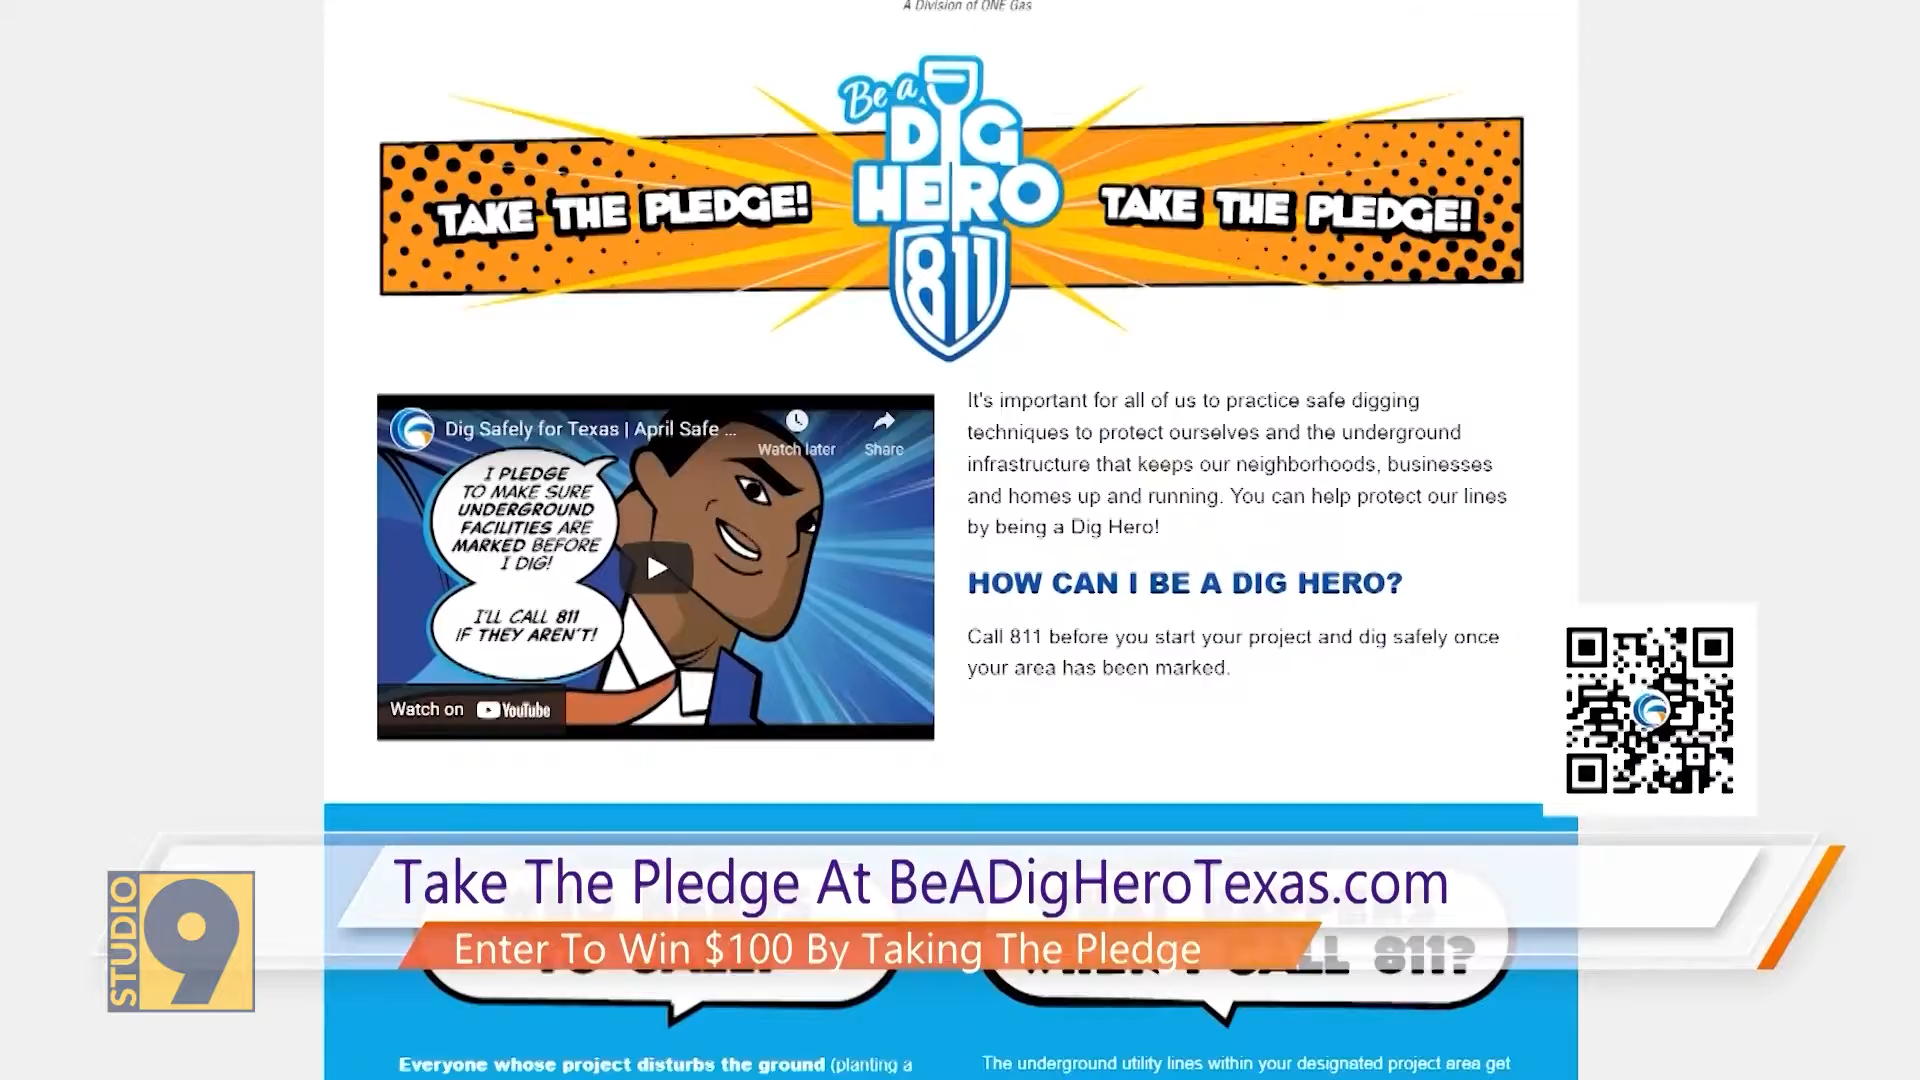 A Division of ONE Gas
Be a
DIG
HERO
811
TAKE THE PLEDGE!
TAKE THE PLEDGE!
Dig Safely for Texas | April Safe ...
Watch later
Share
I PLEDGE
TO MAKE SURE
UNDERGROUND
FACILITIES ARE
MARKED BEFORE
I DIG!
I'LL CALL 811
IF THEY AREN'T!
Watch on YouTube
It's important for all of us to practice safe digging
techniques to protect ourselves and the underground
infrastructure that keeps our neighborhoods, businesses
and homes up and running. You can help protect our lines
by being a Dig Hero!
HOW CAN I BE A DIG HERO?
Call 811 before you start your project and dig safely once
your area has been marked.
STUDIO
9
Take The Pledge At BeADigHeroTexas.com
Enter To Win $100 By Taking The Pledge
811?
Everyone whose project disturbs the ground (planting a
The underground utility lines within your designated project area get